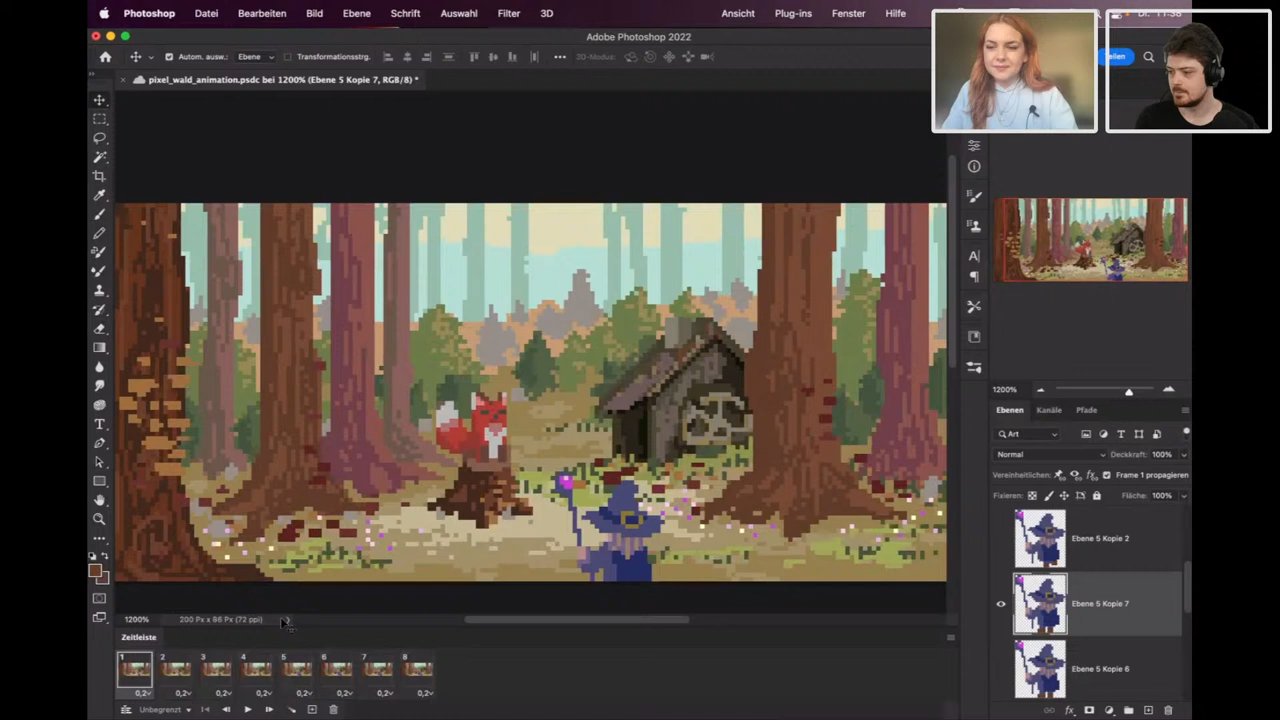 Photoshop Datei Bearbeiten Bild Ebene Schrift Auswahl Filter 3D Ansicht Plug-ins Fenster Hilfe
Adobe Photoshop 2022
Autom. ausw.: Ebene Transformationsstrg. 3D-Modus:
pixel_wald_animation.psdc bei 1200% (Ebene 5 Kopie 7, RGB/8) *
1200%
Ebenen Kanäle Pfade
Art
Normal Deckkraft: 100%
Vereinheitlichen: Frame 1 propagieren
Fixieren: Fläche: 100%
Ebene 5 Kopie 2
Ebene 5 Kopie 7
Ebene 5 Kopie 6
1200% 200 Px x 86 Px (72 ppi)
Zeitleiste
1 2 3 4 5 6 7 8
0,2 0,2 0,2 0,2 0,2 0,2 0,2 0,2
Unbegrenzt